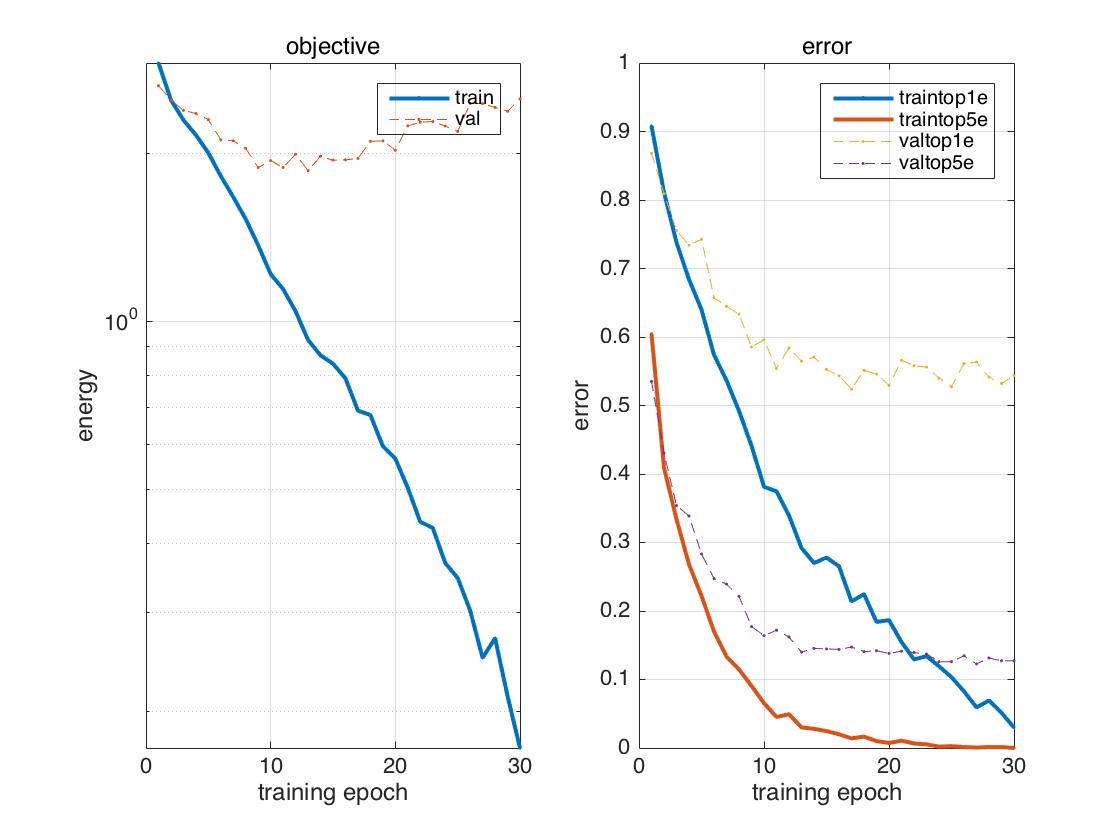 objective
train
val
10^0
energy
0
10
20
30
training epoch
error
1
0.9
0.8
0.7
0.6
0.5
0.4
0.3
0.2
0.1
0
traintop1e
traintop5e
valtop1e
valtop5e
error
0
10
20
30
training epoch